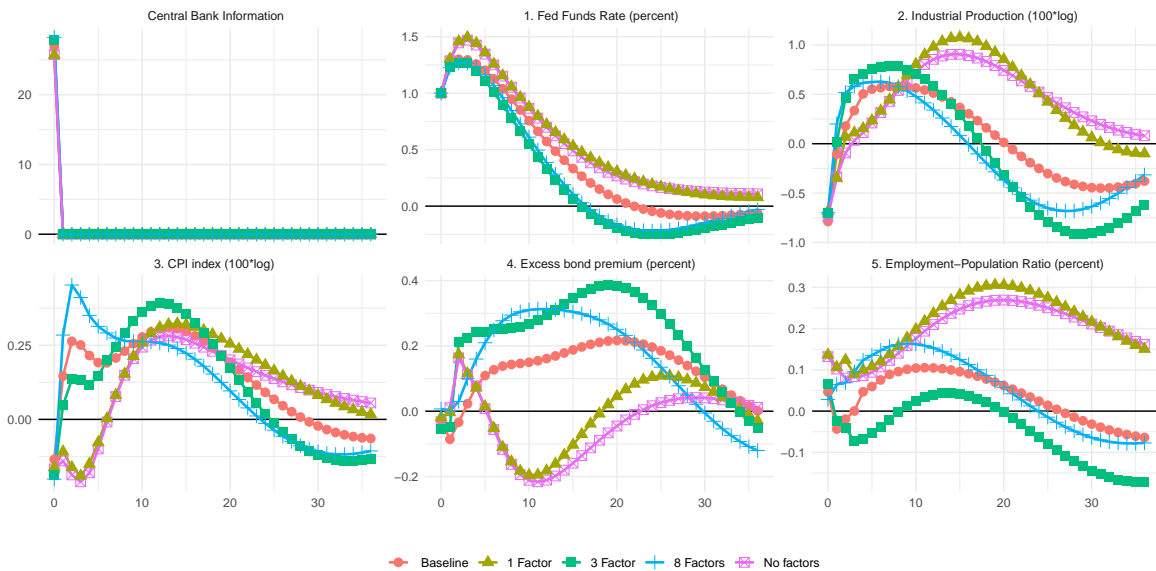 Central Bank Information
1. Fed Funds Rate (percent)
2. Industrial Production (100*log)
20
10
0
1.5
1.0
0.5
0.0
1.0
0.5
0.0
−0.5
−1.0
3. CPI index (100*log)
4. Excess bond premium (percent)
5. Employment−Population Ratio (percent)
0.25
0.00
0.4
0.2
0.0
−0.2
0.3
0.2
0.1
0.0
−0.1
0 10 20 30
0 10 20 30
0 10 20 30
Baseline 1 Factor 3 Factor 8 Factors No factors